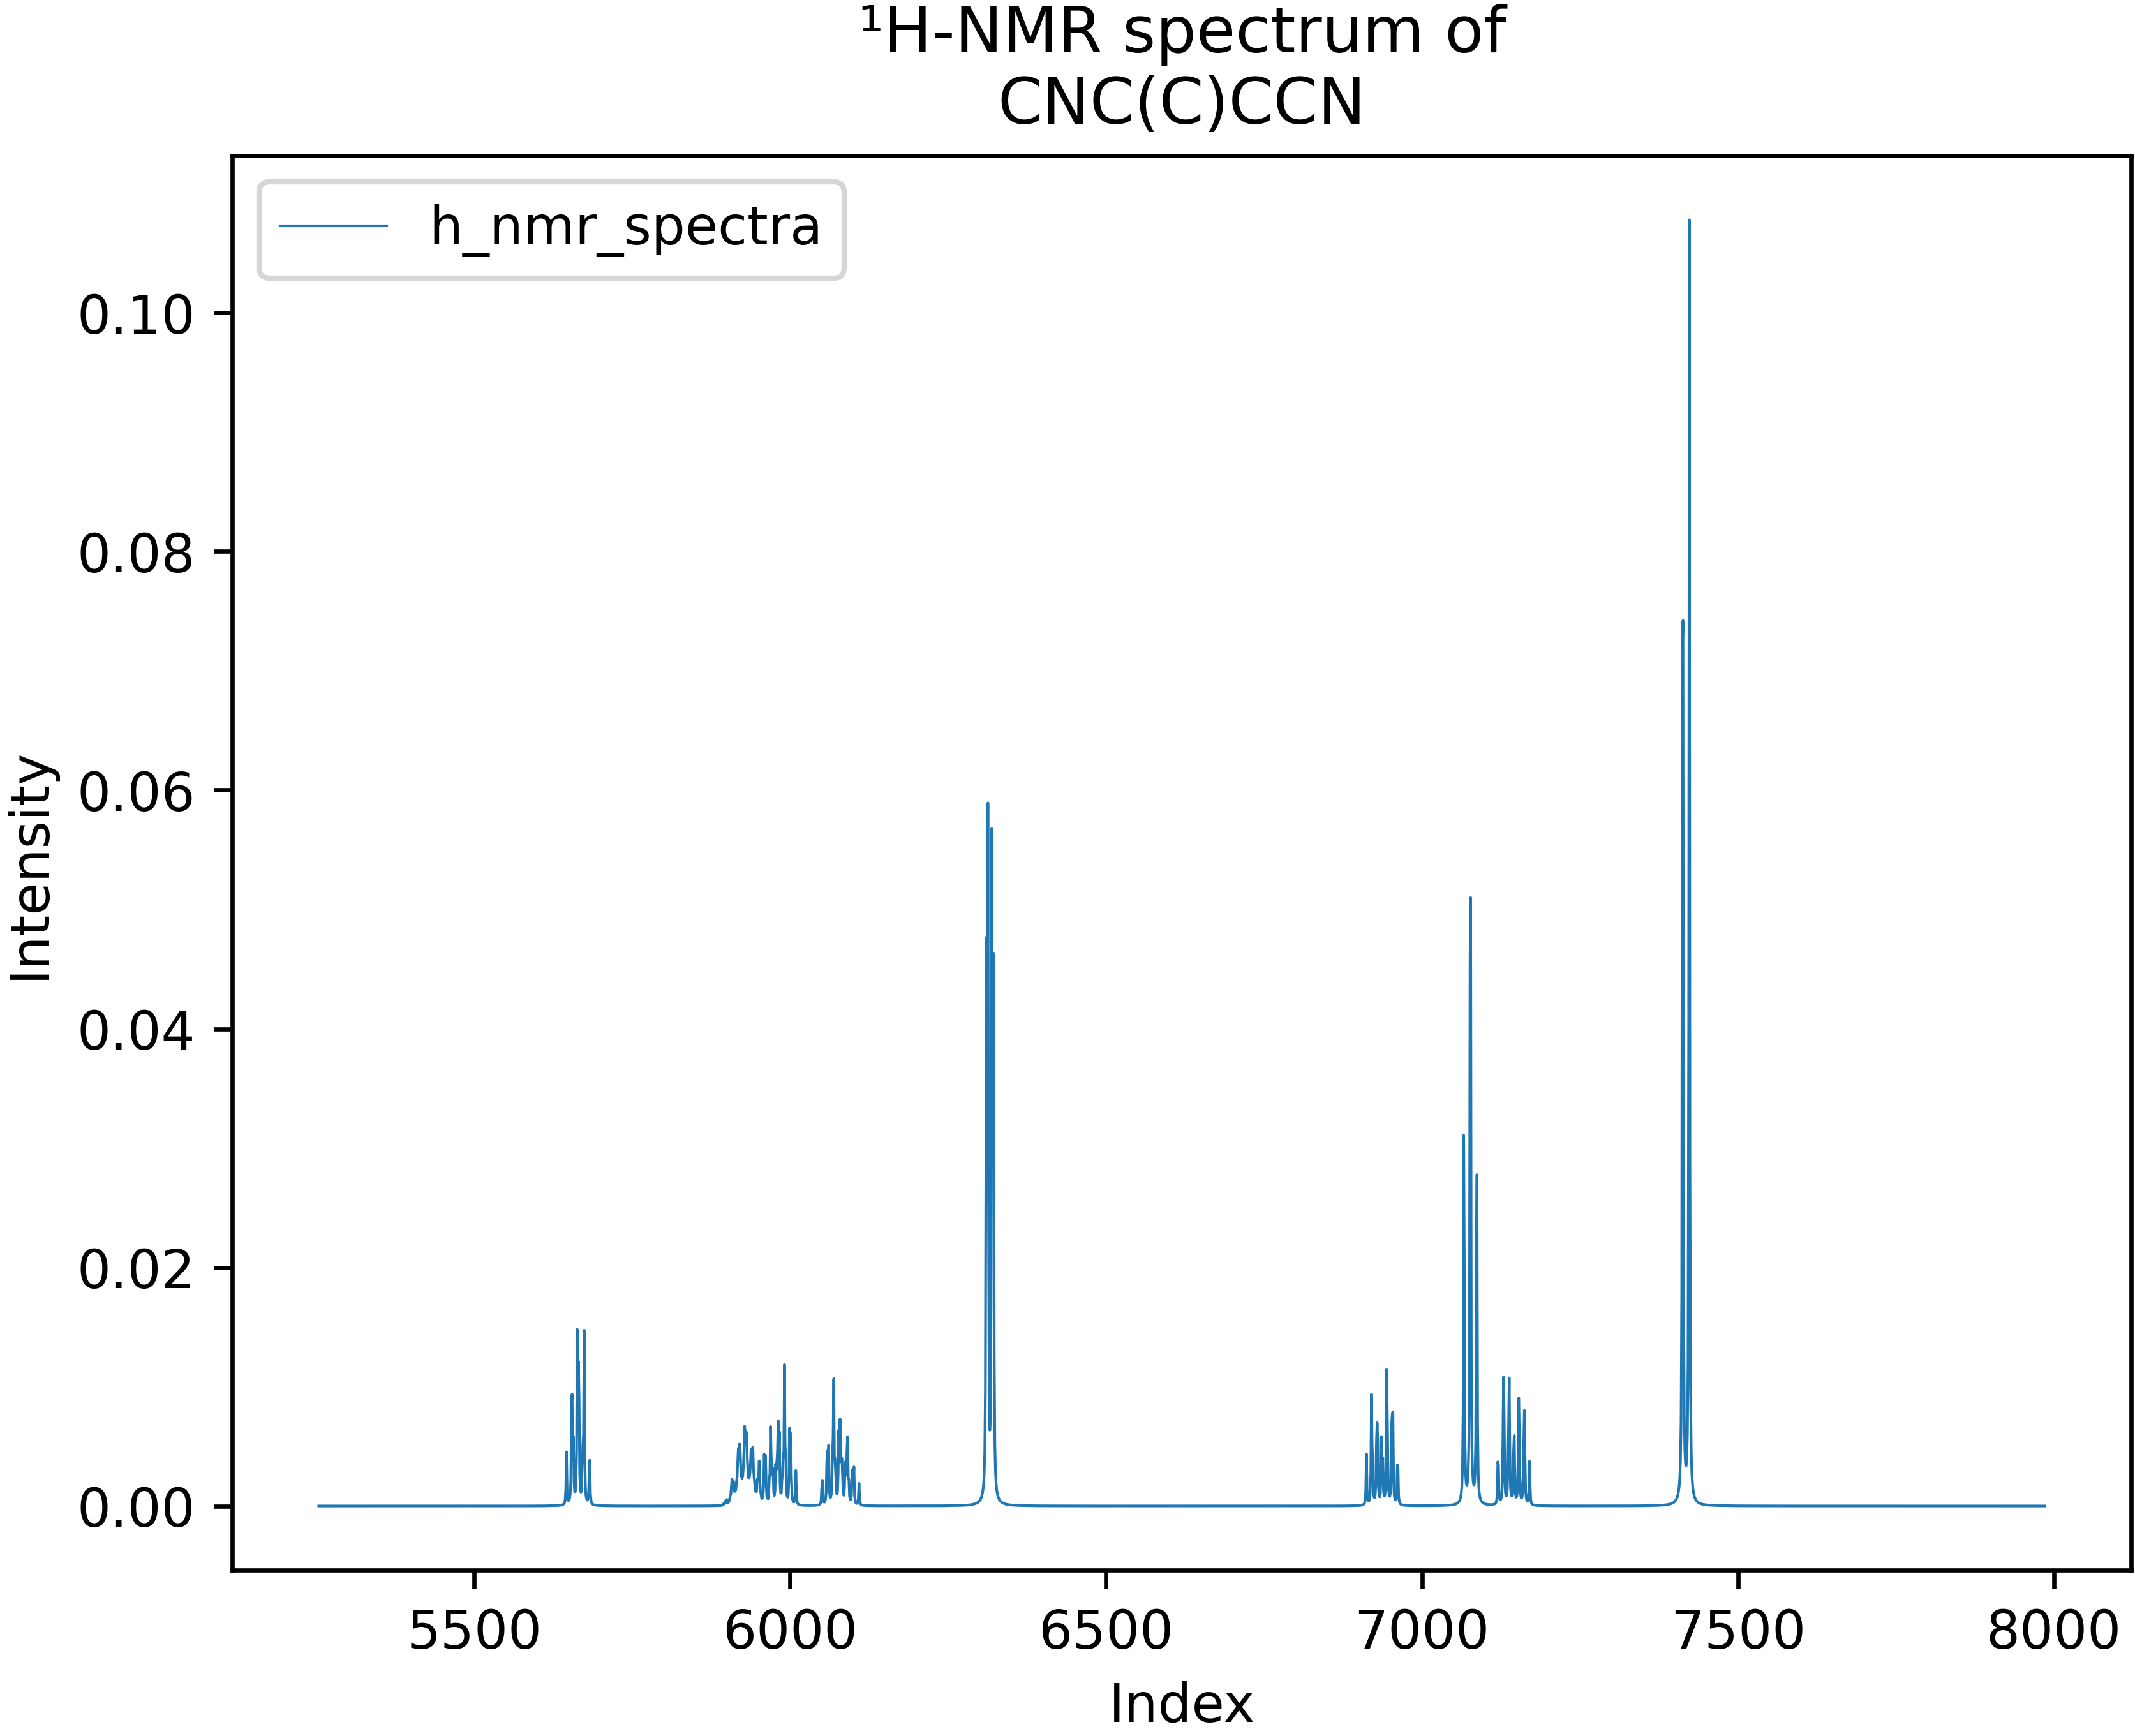 ¹H-NMR spectrum of
CNC(C)CCN
h_nmr_spectra
0.10
0.08
0.06
0.04
0.02
0.00
Intensity
5500 6000 6500 7000 7500 8000
Index